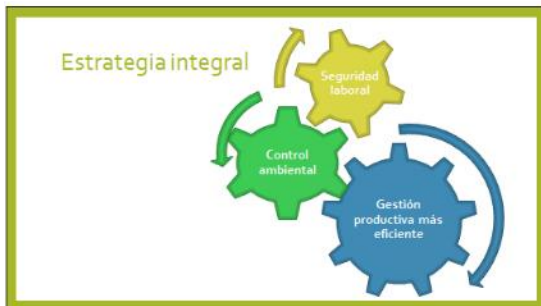 Estrategia integral
Seguridad
laboral
Control
ambiental
Gestión
productiva más
eficiente